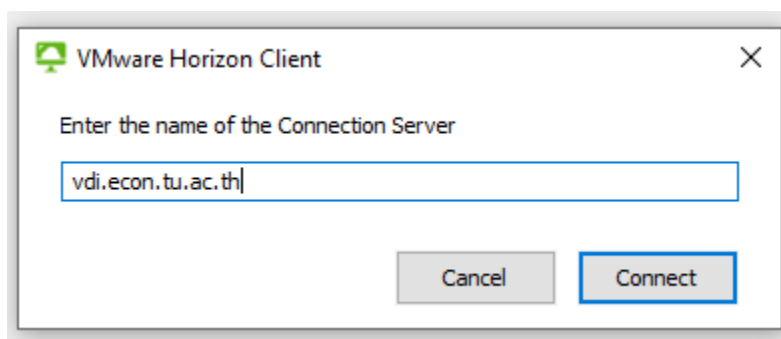 VMware Horizon Client
Enter the name of the Connection Server
vdi.econ.tu.ac.th
Cancel Connect